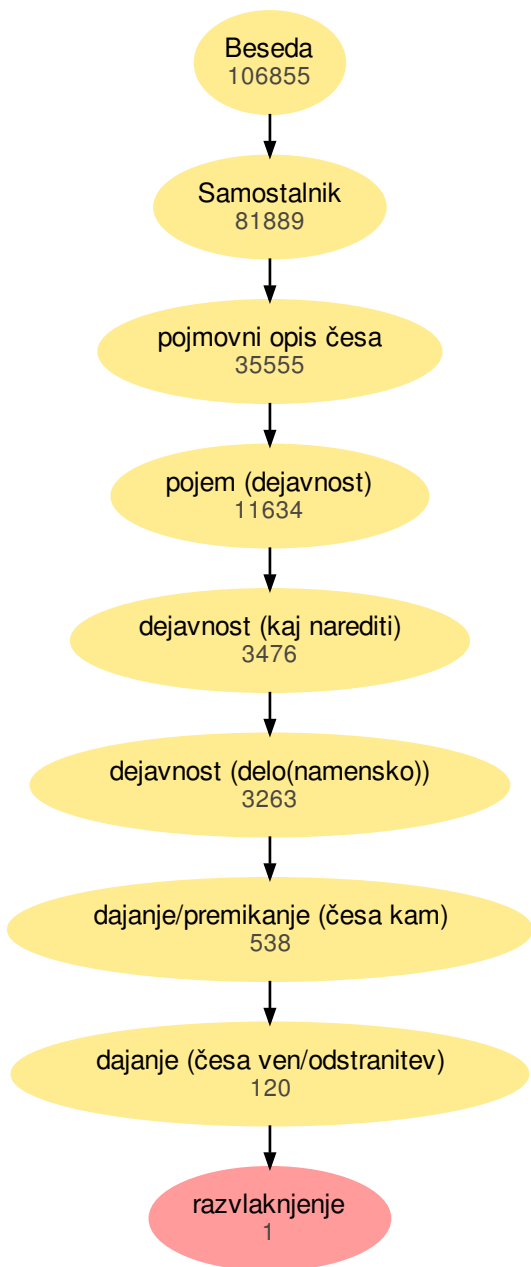 Beseda
106855
Samostalnik
81889
pojmovni opis česa
35555
pojem (dejavnost)
11634
dejavnost (kaj narediti)
3476
dejavnost (delo(namensko))
3263
dajanje/premikanje (česa kam)
538
dajanje (česa ven/odstranitev)
120
razvlaknjenje
1